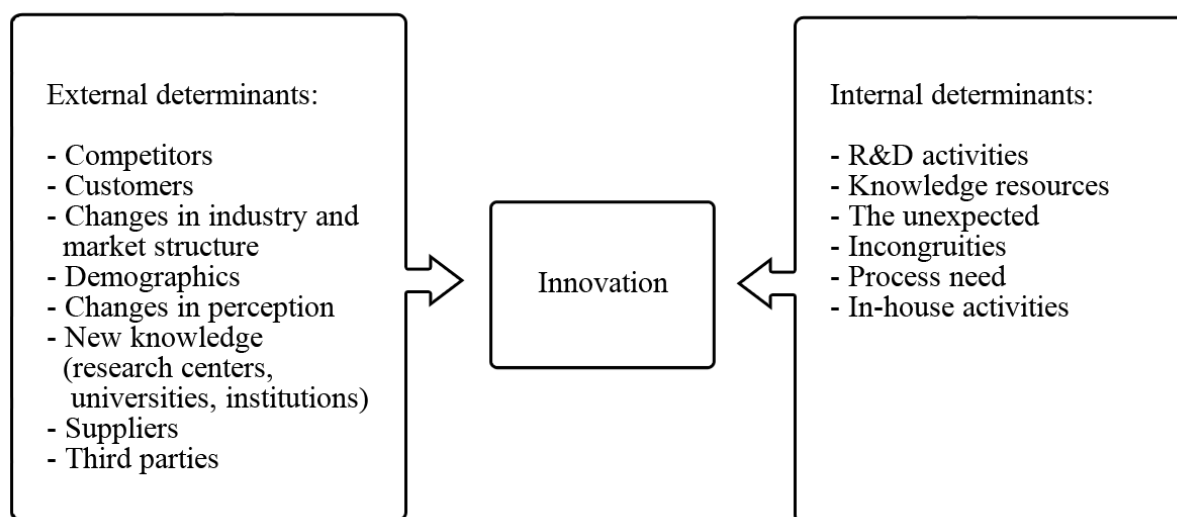 External determinants:
- Competitors
- Customers
- Changes in industry and
market structure
- Demographics
- Changes in perception
- New knowledge
(research centers,
universities, institutions)
- Suppliers
- Third parties
Innovation
Internal determinants:
- R&D activities
- Knowledge resources
- The unexpected
- Incongruities
- Process need
- In-house activities